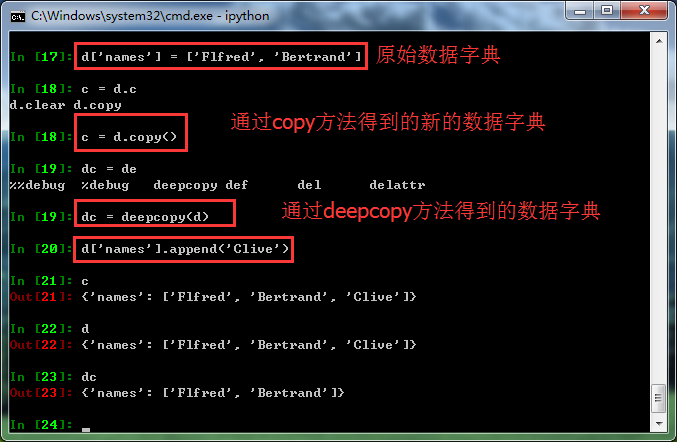 C:\Windows\system32\cmd.exe - ipython
In [17]: d['names'] = ['Flfred', 'Bertrand'] 原始数据字典
In [18]: c = d.c
d.clear d.copy
In [18]: c = d.copy() 通过copy方法得到的新的数据字典
In [19]: dc = de
%%debug %debug deepcopy def del delattr
In [19]: dc = deepcopy(d) 通过deepcopy方法得到的数据字典
In [20]: d['names'].append('Clive')
In [21]: c
Out[21]: {'names': ['Flfred', 'Bertrand', 'Clive']}
In [22]: d
Out[22]: {'names': ['Flfred', 'Bertrand', 'Clive']}
In [23]: dc
Out[23]: {'names': ['Flfred', 'Bertrand']}
In [24]: